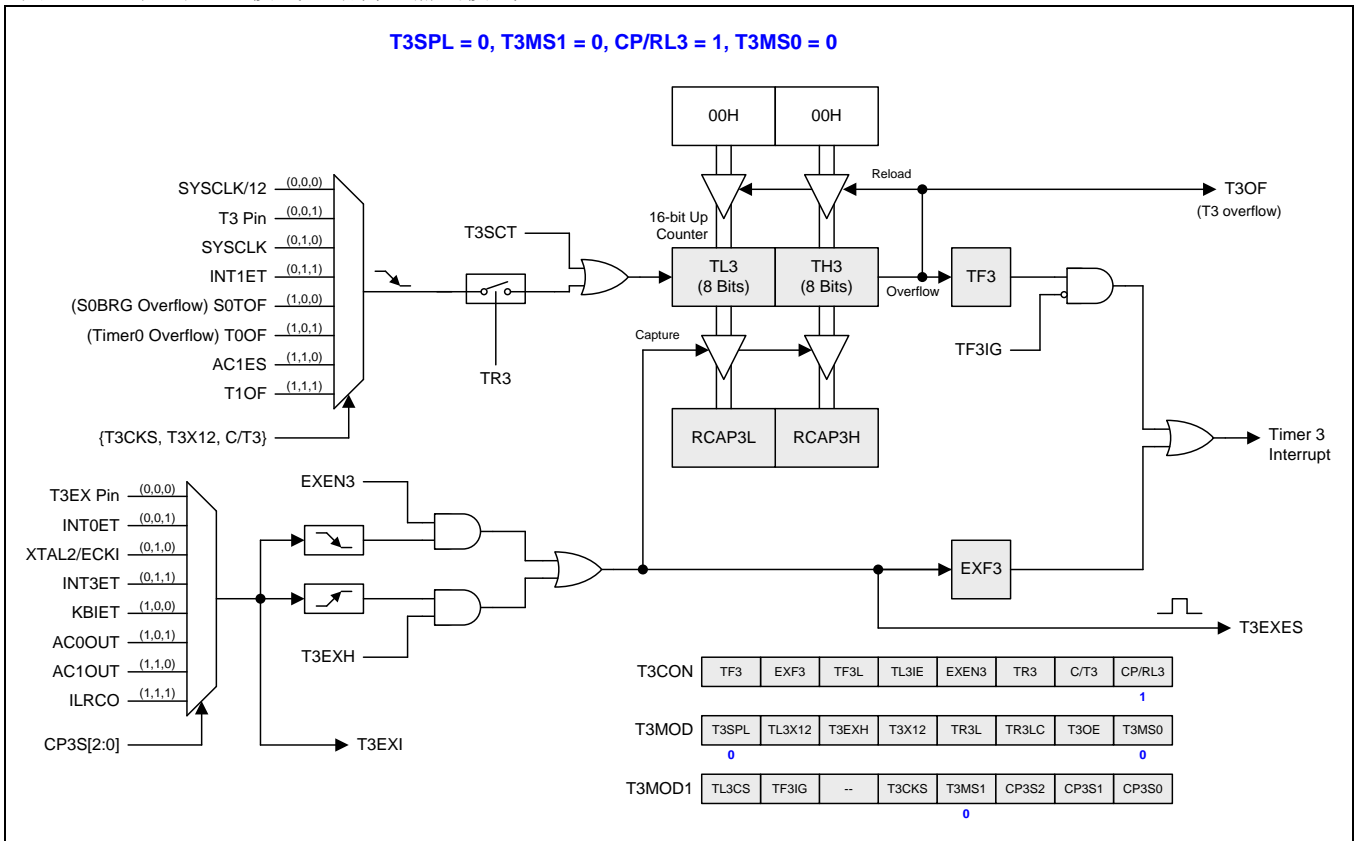 T3SPL = 0, T3MS1 = 0, CP/RL3 = 1, T3MS0 = 0
00H 00H
Reload
T3OF
(T3 overflow)
SYSCLK/12 (0,0,0)
T3 Pin (0,0,1)
SYSCLK (0,1,0)
INT1ET (0,1,1)
(S0BRG Overflow) S0TOF (1,0,0)
(Timer0 Overflow) T0OF (1,0,1)
AC1ES (1,1,0)
T1OF (1,1,1)
{T3CKS, T3X12, C/T3}
T3SCT
TR3
16-bit Up
Counter
TL3
(8 Bits)
TH3
(8 Bits)
Overflow
TF3
TF3IG
Capture
RCAP3L RCAP3H
Timer 3
Interrupt
T3EX Pin (0,0,0)
INT0ET (0,0,1)
XTAL2/ECKI (0,1,0)
INT3ET (0,1,1)
KBIET (1,0,0)
AC0OUT (1,0,1)
AC1OUT (1,1,0)
ILRCO (1,1,1)
CP3S[2:0]
EXEN3
T3EXH
T3EXI
EXF3
T3EXES
T3CON TF3 EXF3 TF3L TL3IE EXEN3 TR3 C/T3 CP/RL3
1
T3MOD T3SPL TL3X12 T3EXH T3X12 TR3L TR3LC T3OE T3MS0
0 0
T3MOD1 TL3CS TF3IG -- T3CKS T3MS1 CP3S2 CP3S1 CP3S0
0